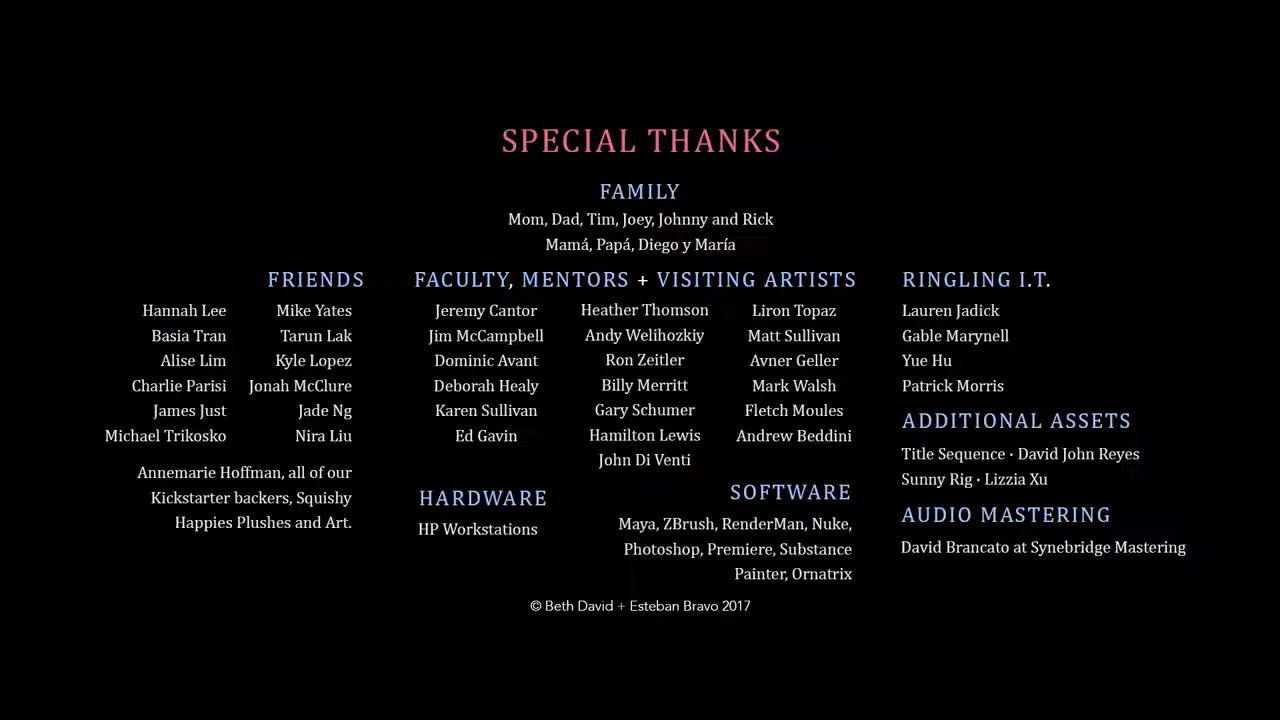 SPECIAL THANKS
FAMILY
Mom, Dad, Tim, Joey, Johnny and Rick
Mamá, Papá, Diego y María
FRIENDS
Hannah Lee
Basia Tran
Alise Lim
Charlie Parisi
James Just
Michael Trikosko
Mike Yates
Tarun Lak
Kyle Lopez
Jonah McClure
Jade Ng
Nira Liu
Annemarie Hoffman, all of our
Kickstarter backers, Squishy
Happies Plushes and Art.
FACULTY, MENTORS + VISITING ARTISTS
Jeremy Cantor
Jim McCampbell
Dominic Avant
Deborah Healy
Karen Sullivan
Ed Gavin
Heather Thomson
Andy Welihozkiy
Ron Zeitler
Billy Merritt
Gary Schumer
Hamilton Lewis
John Di Venti
Liron Topaz
Matt Sullivan
Avner Geller
Mark Walsh
Fletch Moules
Andrew Beddini
HARDWARE
HP Workstations
SOFTWARE
Maya, ZBrush, RenderMan, Nuke,
Photoshop, Premiere, Substance
Painter, Ornatrix
RINGLING I.T.
Lauren Jadick
Gable Marynell
Yue Hu
Patrick Morris
ADDITIONAL ASSETS
Title Sequence · David John Reyes
Sunny Rig · Lizzia Xu
AUDIO MASTERING
David Brancato at Synebridge Mastering
© Beth David + Esteban Bravo 2017